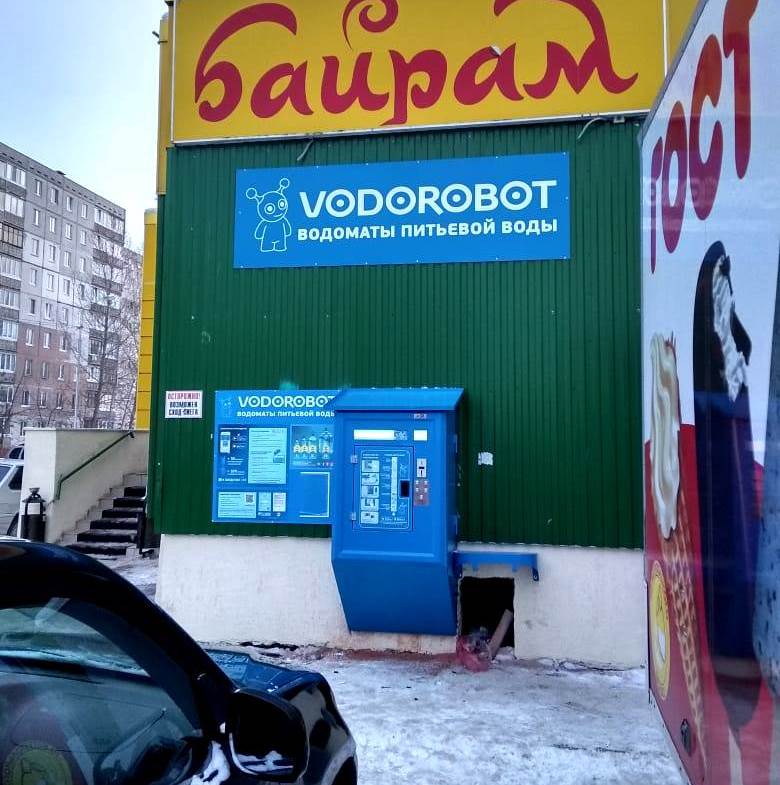 байрам
VODOROBOT
ВОДОМАТЫ ПИТЬЕВОЙ ВОДЫ
ГОСТ
ОСТОРОЖНО!
ВОЗМОЖЕН
СХОД СНЕГА
VODOROBOT
ВОДОМАТЫ ПИТЬЕВОЙ ВОДЫ